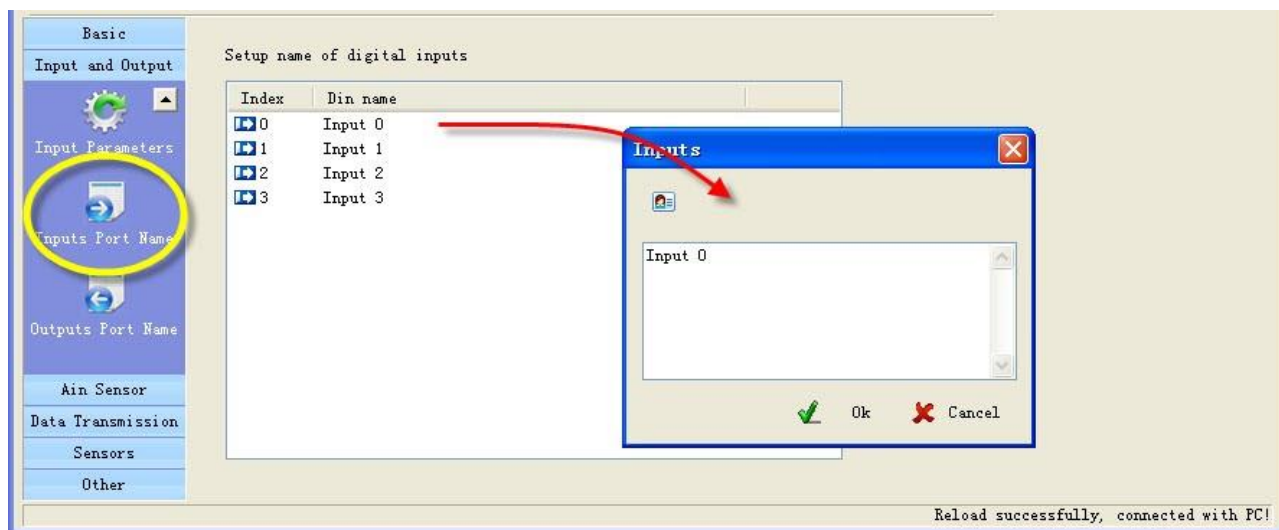 Basic
Input and Output
Input Parameters
Inputs Port Name
Outputs Port Name
Ain Sensor
Data Transmission
Sensors
Other
Setup name of digital inputs
Index Din name
0 Input 0
1 Input 1
2 Input 2
3 Input 3
Inputs
Input 0
Ok Cancel
Reload successfully, connected with PC!